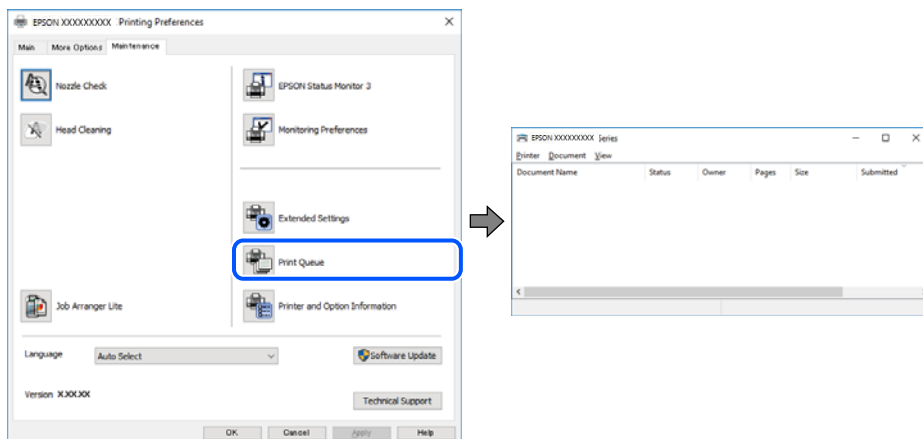 EPSON XXXXXXXXX Printing Preferences
Main More Options Maintenance
Nozzle Check
EPSON Status Monitor 3
Head Cleaning
Monitoring Preferences
Extended Settings
Print Queue
Job Arranger Lite
Printer and Option Information
Language Auto Select Software Update
Version X.XX.XX
Technical Support
OK Cancel Apply Help
EPSON XXXXXXXXX Series
Printer Document View
Document Name Status Owner Pages Size Submitted